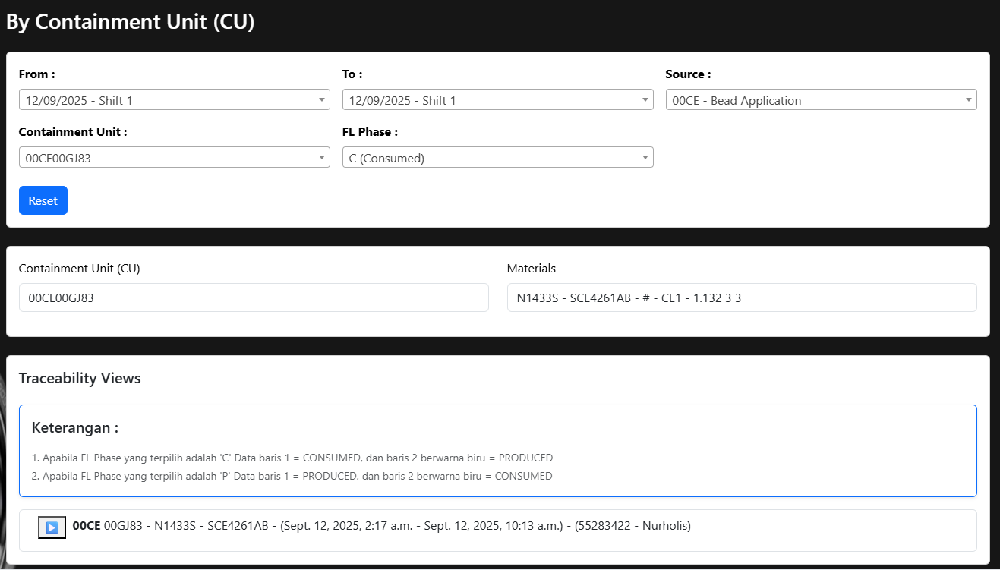 By Containment Unit (CU)
From :
To :
Source :
12/09/2025 - Shift 1
12/09/2025 - Shift 1
00CE - Bead Application
Containment Unit :
FL Phase :
00CE00GJ83
C (Consumed)
Reset
Containment Unit (CU)
Materials
00CE00GJ83
N1433S - SCE4261AB - # - CE1 - 1.132 3 3
Traceability Views
Keterangan :
1. Apabila FL Phase yang terpilih adalah 'C' Data baris 1 = CONSUMED, dan baris 2 berwarna biru = PRODUCED
2. Apabila FL Phase yang terpilih adalah 'P' Data baris 1 = PRODUCED, dan baris 2 berwarna biru = CONSUMED
00CE 00GJ83 - N1433S - SCE4261AB - (Sept. 12, 2025, 2:17 a.m. - Sept. 12, 2025, 10:13 a.m.) - (55283422 - Nurholis)